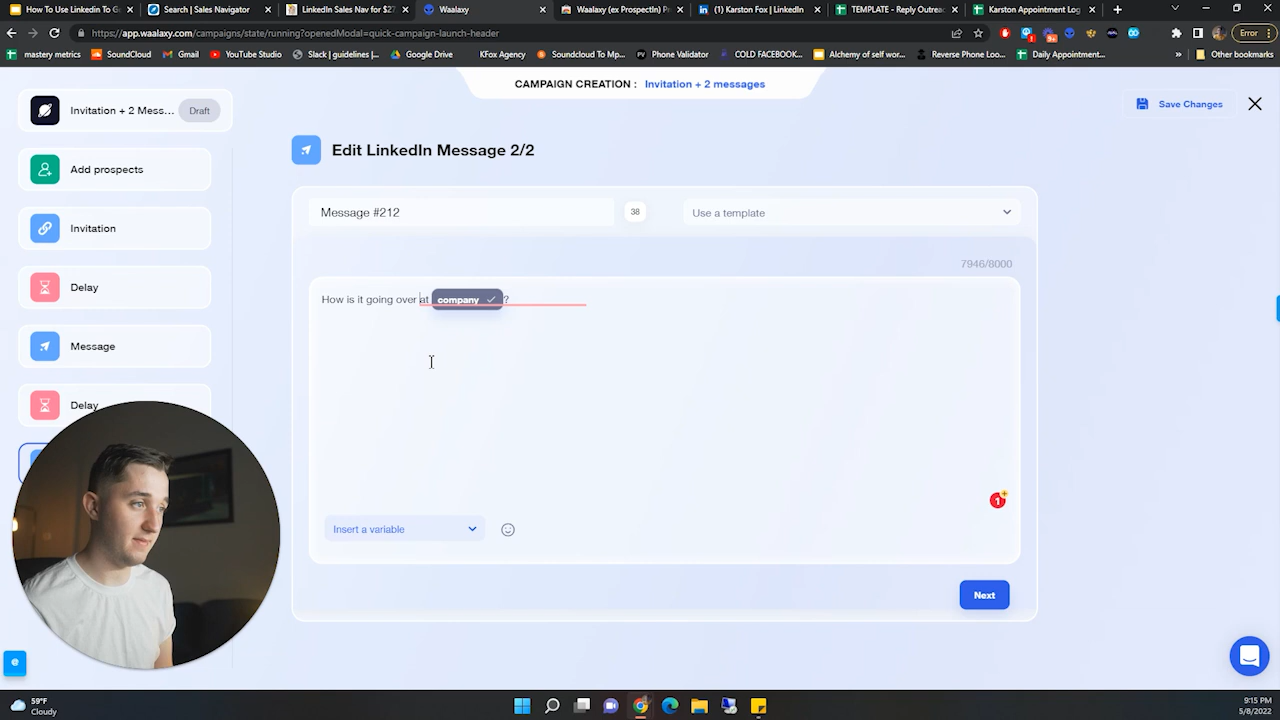 How To Use Linkedin To Ge
Search | Sales Navigator
LinkedIn Sales Nav for $27
Waalaxy
Waalaxy (ex ProspectIn) Pr
(1) Karston Fox | LinkedIn
TEMPLATE - Reply Outreac
Karston Appointment Log
https://app.waalaxy.com/campaigns/state/running?openedModal=quick-campaign-launch-header
Error
mastery metrics
SoundCloud
Gmail
YouTube Studio
Slack | guidelines |...
Google Drive
KFox Agency
Soundcloud To Mp...
Phone Validator
COLD FACEBOOK...
Alchemy of self wor...
Reverse Phone Loo...
Daily Appointment...
Other bookmarks
CAMPAIGN CREATION : Invitation + 2 messages
Invitation + 2 Mess... Draft
Save Changes
Edit LinkedIn Message 2/2
Add prospects
Message #212
38
Use a template
Invitation
7946/8000
Delay
How is it going over at company ?
Message
Delay
1
Insert a variable
Next
59°F
Cloudy
9:15 PM
5/8/2022